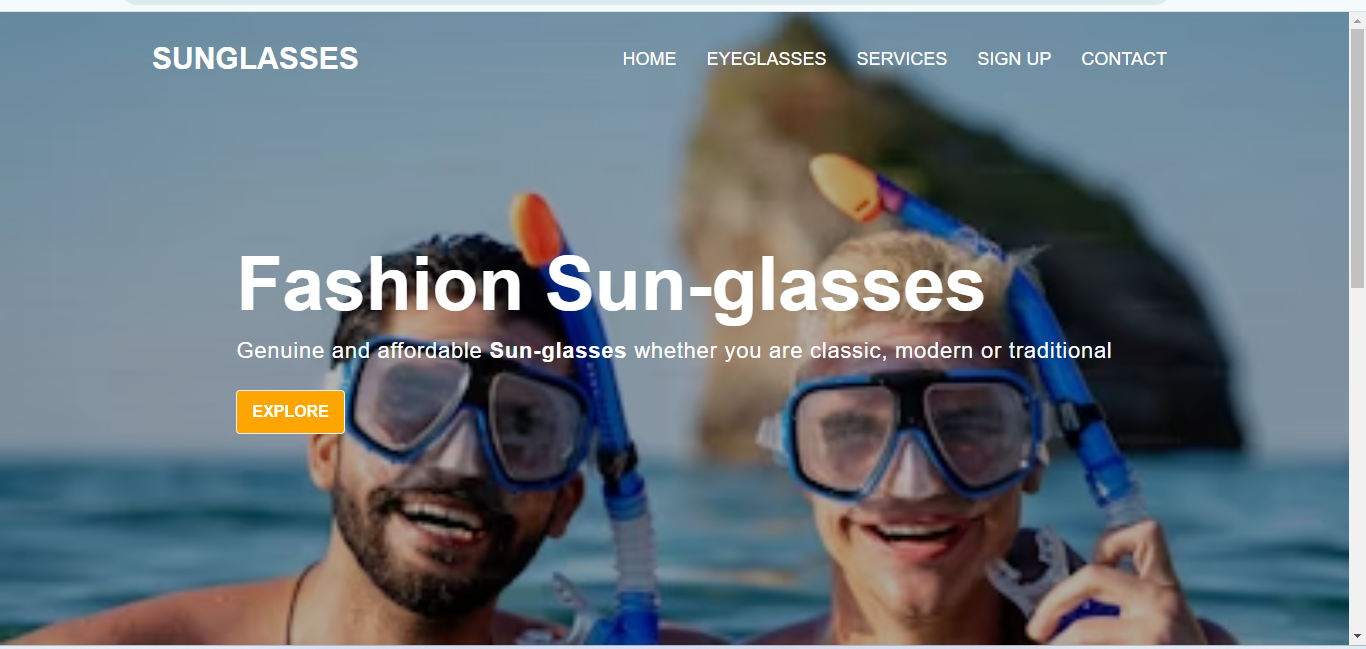 SUNGLASSES
HOME EYEGLASSES SERVICES SIGN UP CONTACT
Fashion Sun-glasses
Genuine and affordable Sun-glasses whether you are classic, modern or traditional
EXPLORE